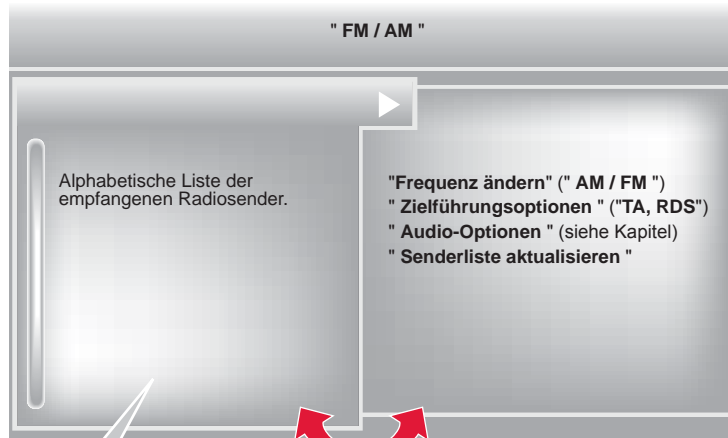 " FM / AM "
Alphabetische Liste der
empfangenen Radiosender.
"Frequenz ändern" (" AM / FM ")
" Zielführungsoptionen " ("TA, RDS")
" Audio-Optionen " (siehe Kapitel)
" Senderliste aktualisieren "